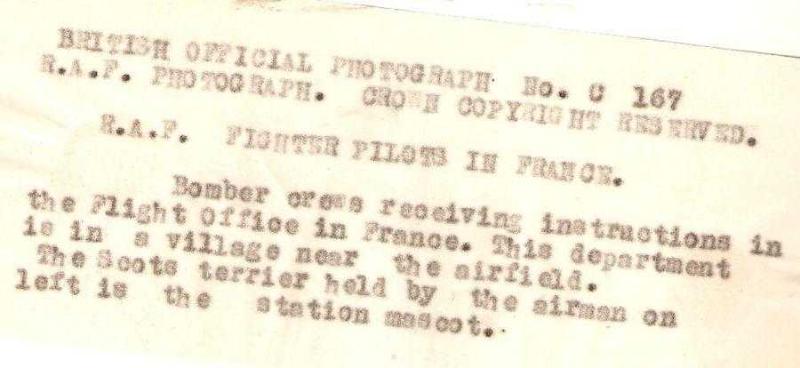 BRITISH OFFICIAL PHOTOGRAPH No. C 167
R.A.F. PHOTOGRAPH. CROWN COPYRIGHT RESERVED.
R.A.F. FIGHTER PILOTS IN FRANCE.
Bomber crews receiving instructions in
the Flight Office in France. This department
is in a village near the airfield.
The Scots terrier held by the airman on
left is the station mascot.